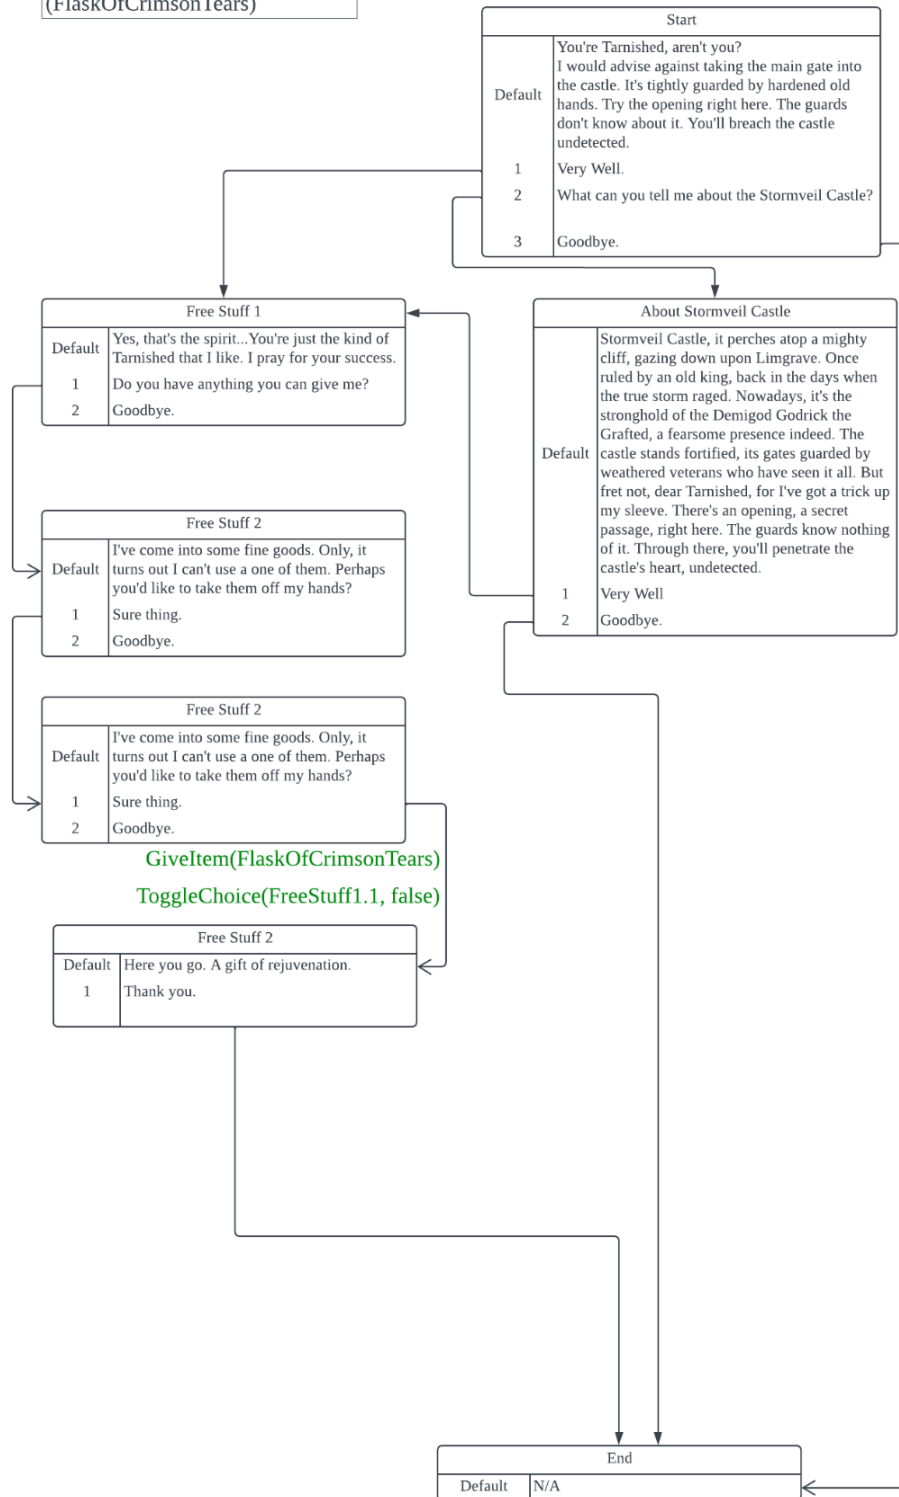 (FlaskOfCrimsonTears)
Start
Default
You're Tarnished, aren't you?
I would advise against taking the main gate into
the castle. It's tightly guarded by hardened old
hands. Try the opening right here. The guards
don't know about it. You'll breach the castle
undetected.
1 Very Well.
2 What can you tell me about the Stormveil Castle?
3 Goodbye.
Free Stuff 1
Default
Yes, that's the spirit...You're just the kind of
Tarnished that I like. I pray for your success.
1 Do you have anything you can give me?
2 Goodbye.
About Stormveil Castle
Default
Stormveil Castle, it perches atop a mighty
cliff, gazing down upon Limgrave. Once
ruled by an old king, back in the days when
the true storm raged. Nowadays, it's the
stronghold of the Demigod Godrick the
Grafted, a fearsome presence indeed. The
castle stands fortified, its gates guarded by
weathered veterans who have seen it all. But
fret not, dear Tarnished, for I've got a trick up
my sleeve. There's an opening, a secret
passage, right here. The guards know nothing
of it. Through there, you'll penetrate the
castle's heart, undetected.
1 Very Well
2 Goodbye.
Free Stuff 2
Default
I've come into some fine goods. Only, it
turns out I can't use a one of them. Perhaps
you'd like to take them off my hands?
1 Sure thing.
2 Goodbye.
Free Stuff 2
Default
I've come into some fine goods. Only, it
turns out I can't use a one of them. Perhaps
you'd like to take them off my hands?
1 Sure thing.
2 Goodbye.
GiveItem(FlaskOfCrimsonTears)
ToggleChoice(FreeStuff1.1, false)
Free Stuff 2
Default Here you go. A gift of rejuvenation.
1 Thank you.
End
Default N/A